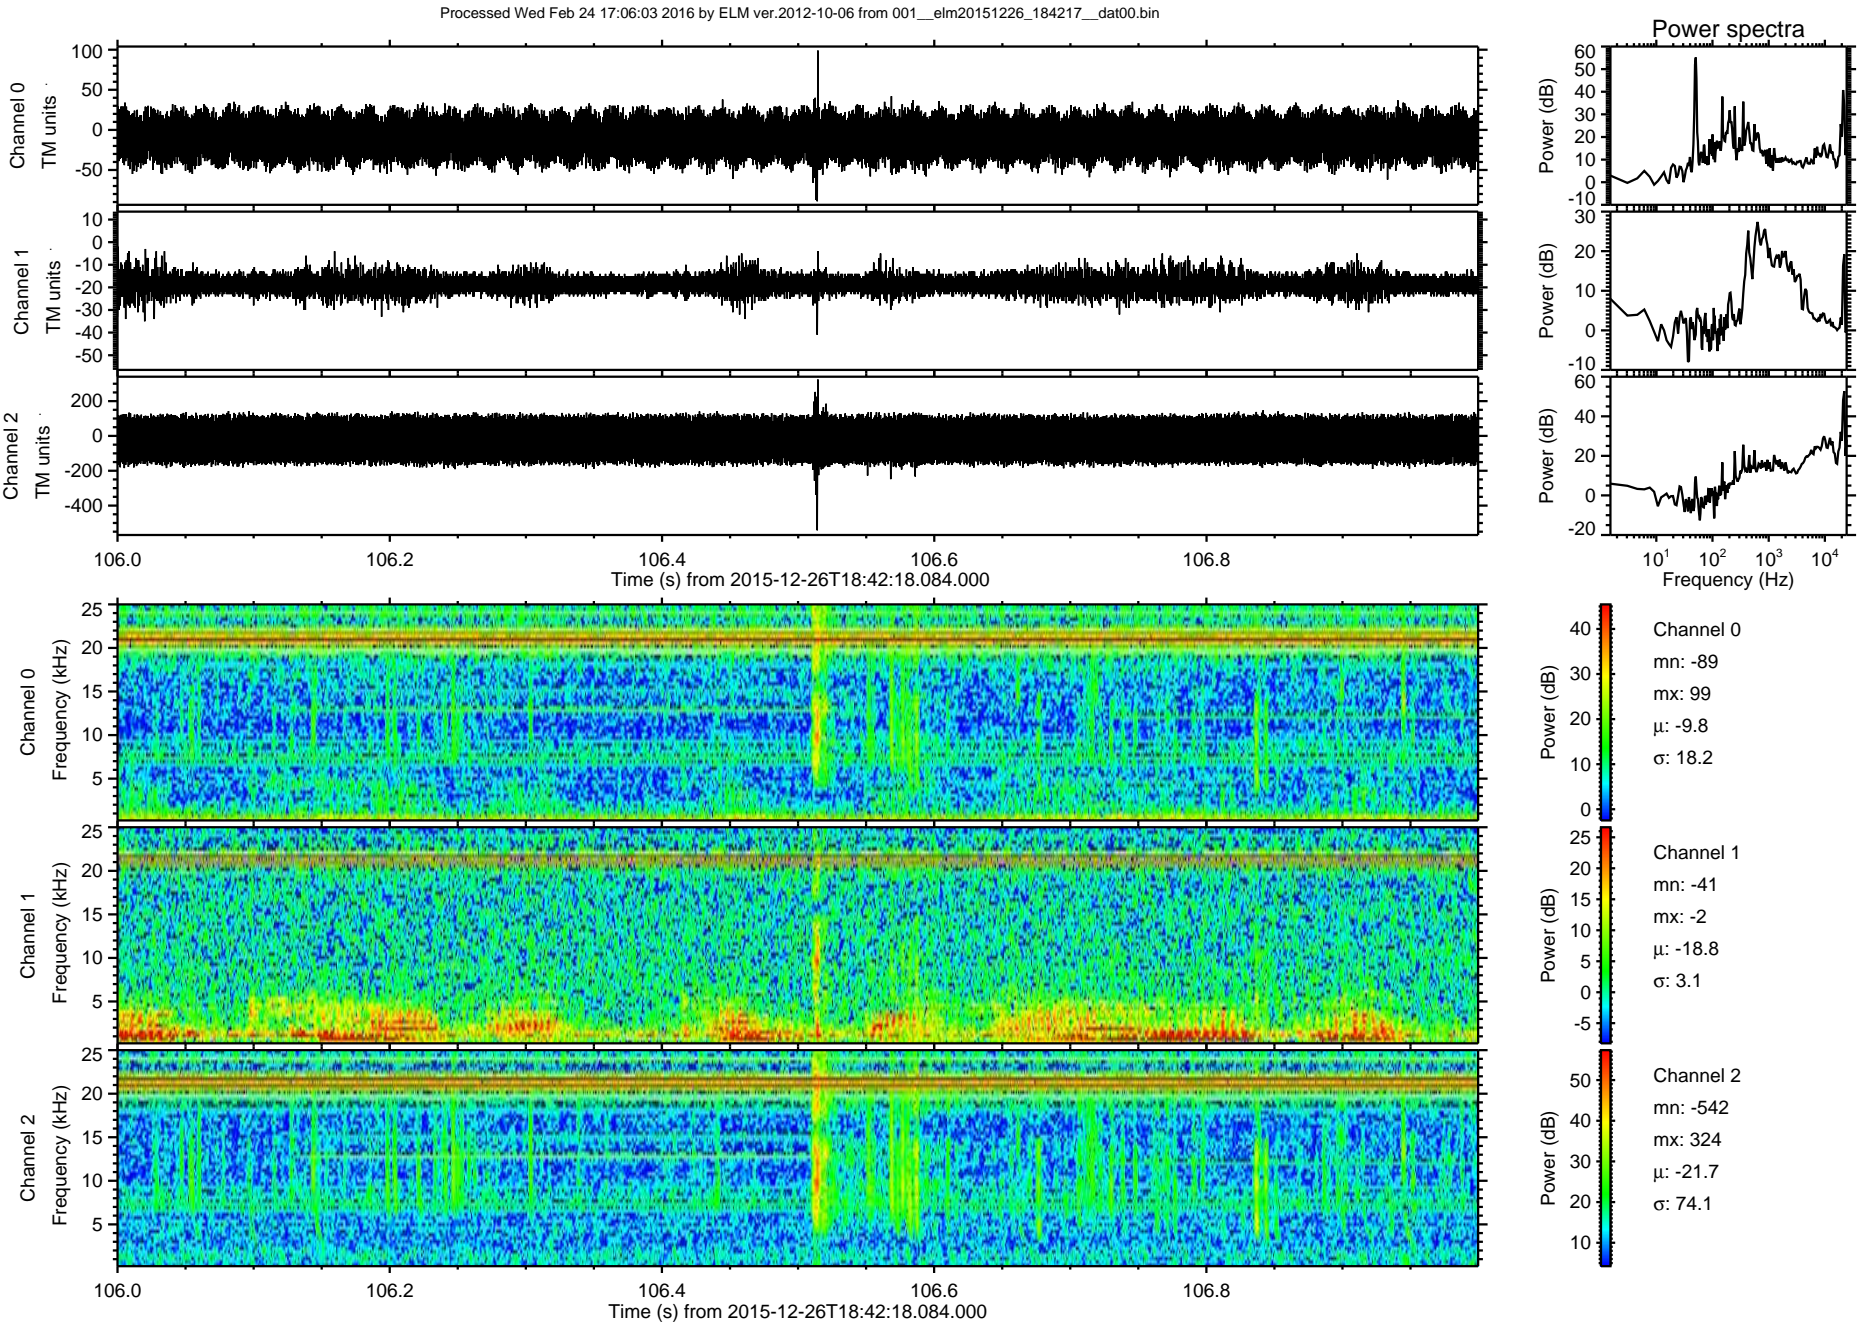 Processed Wed Feb 24 17:06:03 2016 by ELM ver.2012-10-06 from 001__elm20151226_184217__dat00.bin
Power spectra
Channel 0
TM units
100
50
0
-50
Power (dB)
60
50
40
30
20
10
0
-10
Channel 1
TM units
10
0
-10
-20
-30
-40
-50
Power (dB)
30
20
10
0
-10
Channel 2
TM units
200
0
-200
-400
Power (dB)
60
40
20
0
-20
106.0 106.2 106.4 106.6 106.8
Time (s) from 2015-12-26T18:42:18.084.000
10^1 10^2 10^3 10^4
Frequency (Hz)
Channel 0
Frequency (kHz)
25
20
15
10
5
Power (dB)
40
30
20
10
0
Channel 0
mn: -89
mx: 99
μ: -9.8
σ: 18.2
Channel 1
Frequency (kHz)
25
20
15
10
5
Power (dB)
25
20
15
10
5
0
-5
Channel 1
mn: -41
mx: -2
μ: -18.8
σ: 3.1
Channel 2
Frequency (kHz)
25
20
15
10
5
Power (dB)
50
40
30
20
10
Channel 2
mn: -542
mx: 324
μ: -21.7
σ: 74.1
106.0 106.2 106.4 106.6 106.8
Time (s) from 2015-12-26T18:42:18.084.000